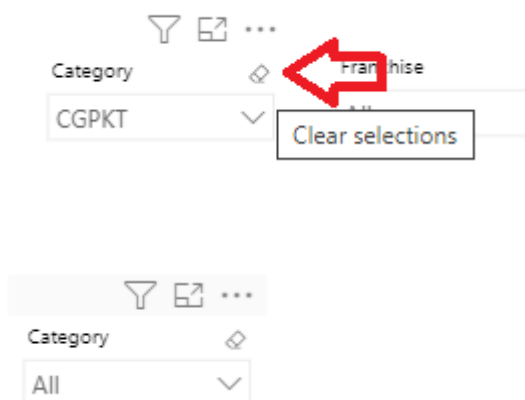 Category
Franchise
CGPKT
Clear selections
Category
All